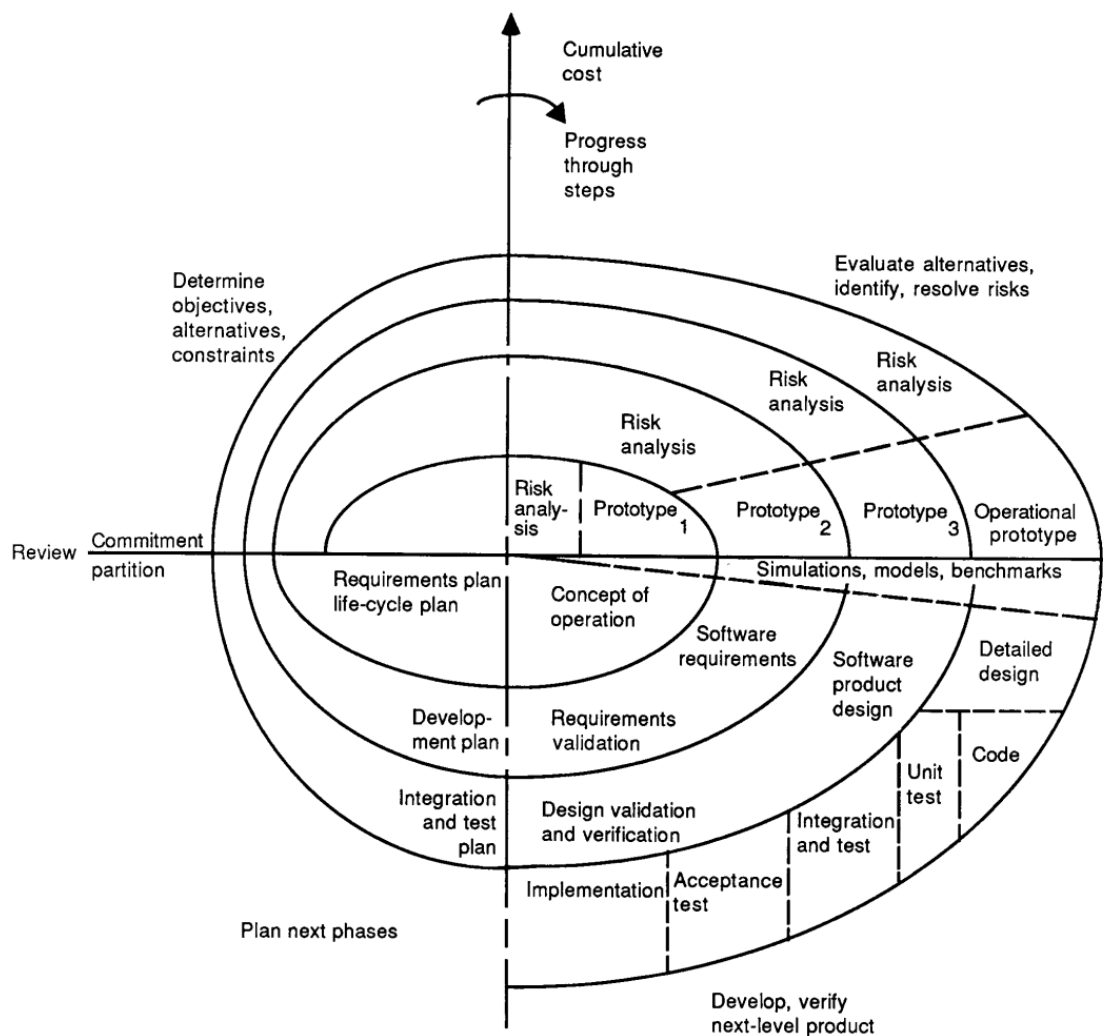 Cumulative
cost
Progress
through
steps
Determine
objectives,
alternatives,
constraints
Evaluate alternatives,
identify, resolve risks
Risk
analysis
Risk
analysis
Risk
analysis
Risk
analy-
sis
Prototype 1
Prototype 2
Prototype 3
Operational
prototype
Review
Commitment
partition
Simulations, models, benchmarks
Requirements plan
life-cycle plan
Concept of
operation
Software
requirements
Software
product
design
Detailed
design
Develop-
ment plan
Requirements
validation
Code
Unit
test
Integration
and test
plan
Design validation
and verification
Integration
and test
Acceptance
test
Implementation
Plan next phases
Develop, verify
next-level product